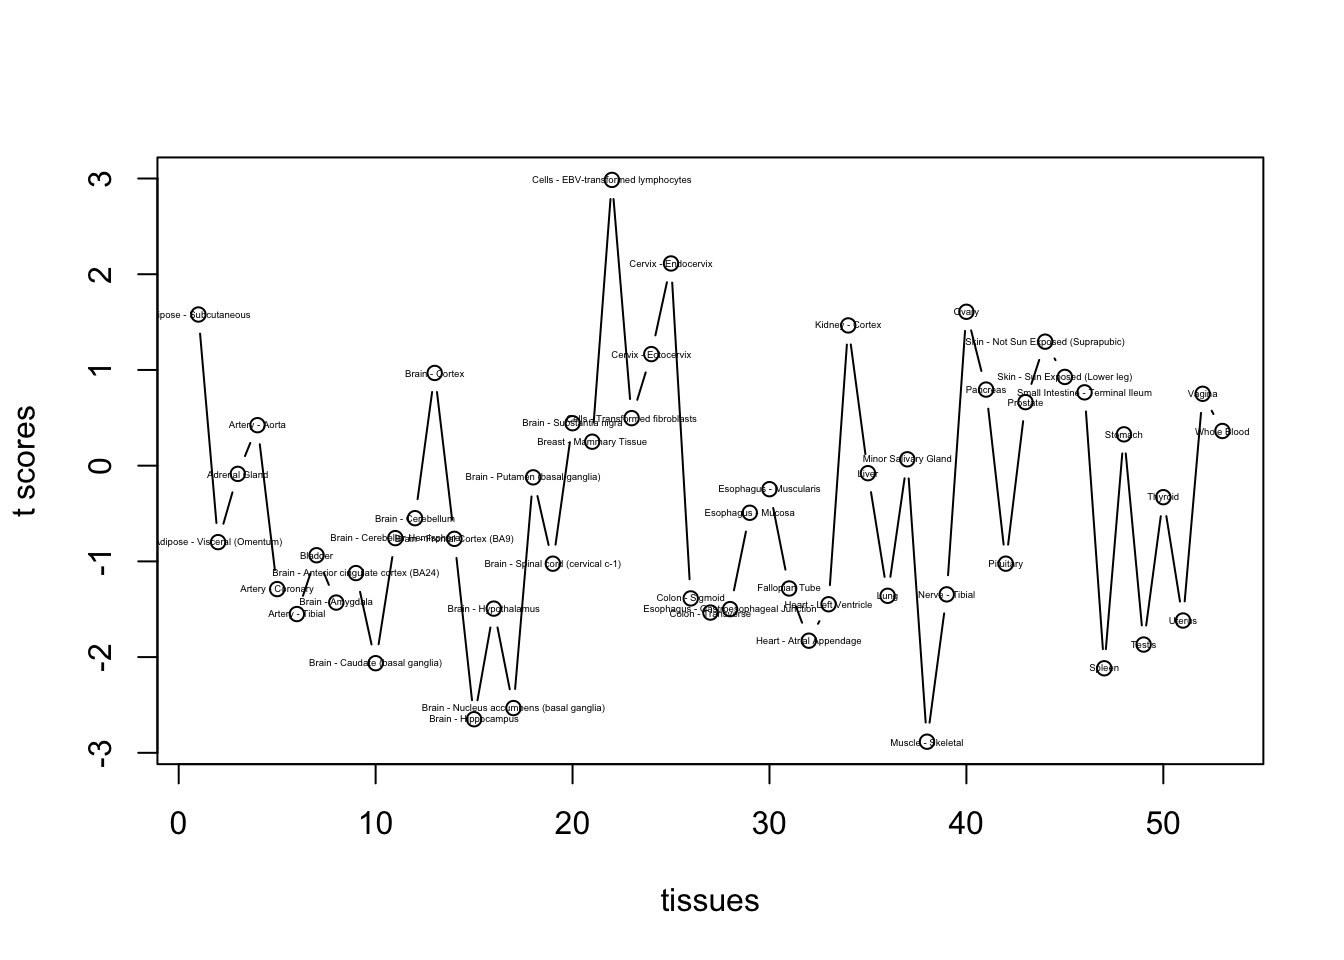 3
2
1
0
-1
-2
-3
t scores
0
10
20
30
40
50
tissues
ipose - Subcutaneous
Adipose - Visceral (Omentum)
Adrenal Gland
Artery - Aorta
Artery - Coronary
Artery - Tibial
Bladder
Brain - Amygdala
Brain - Anterior cingulate cortex (BA24)
Brain - Caudate (basal ganglia)
Brain - Cerebellar Hemisphere
Brain - Cerebellum
Brain - Cortex
Brain - Frontal Cortex (BA9)
Brain - Hippocampus
Brain - Hypothalamus
Brain - Nucleus accumbens (basal ganglia)
Brain - Putamen (basal ganglia)
Brain - Spinal cord (cervical c-1)
Brain - Substantia nigra
Breast - Mammary Tissue
Cells - EBV-transformed lymphocytes
Cells - Transformed fibroblasts
Cervix - Ectocervix
Cervix - Endocervix
Colon - Sigmoid
Colon - Transverse
Esophagus - Gastroesophageal Junction
Esophagus - Mucosa
Esophagus - Muscularis
Fallopian Tube
Heart - Atrial Appendage
Heart - Left Ventricle
Kidney - Cortex
Liver
Lung
Minor Salivary Gland
Muscle - Skeletal
Nerve - Tibial
Ovary
Pancreas
Pituitary
Prostate
Skin - Not Sun Exposed (Suprapubic)
Skin - Sun Exposed (Lower leg)
Small Intestine - Terminal Ileum
Spleen
Stomach
Testis
Thyroid
Uterus
Vagina
Whole Blood